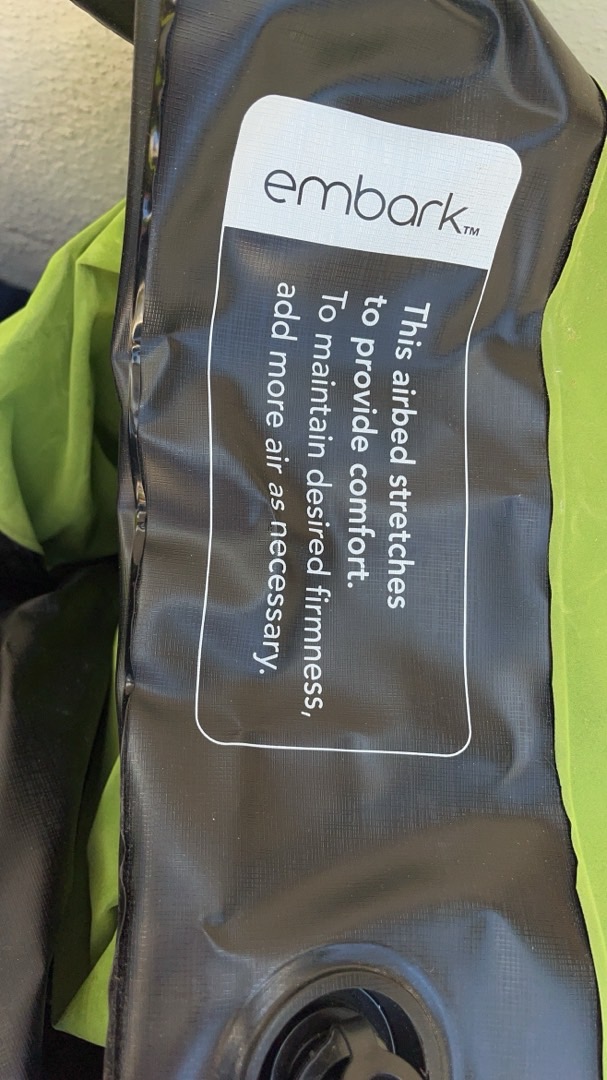 embark™
This airbed stretches
to provide comfort.
To maintain desired firmness,
add more air as necessary.